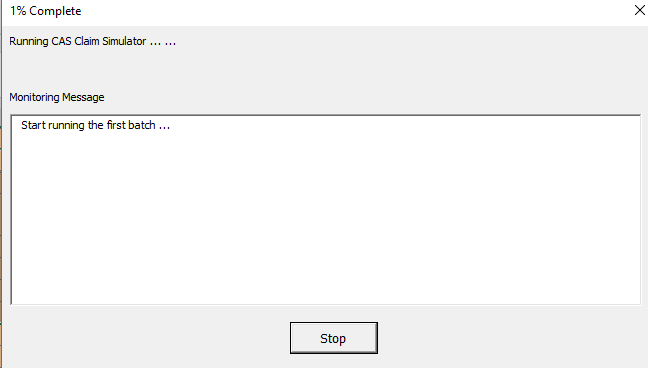 1% Complete
Running CAS Claim Simulator ... ...
Monitoring Message
Start running the first batch ...
Stop